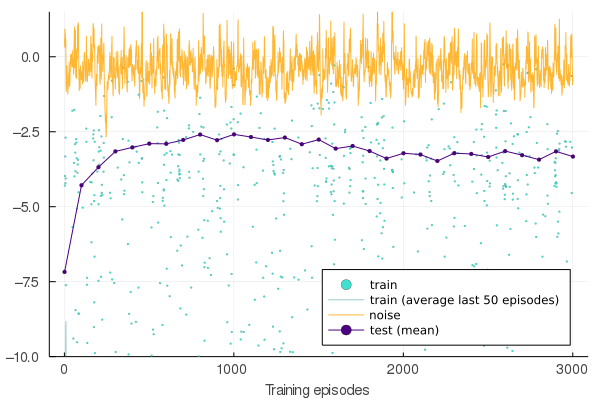 0.0
−2.5
−5.0
−7.5
−10.0
0
1000
2000
3000
Training episodes
train
train (average last 50 episodes)
noise
test (mean)